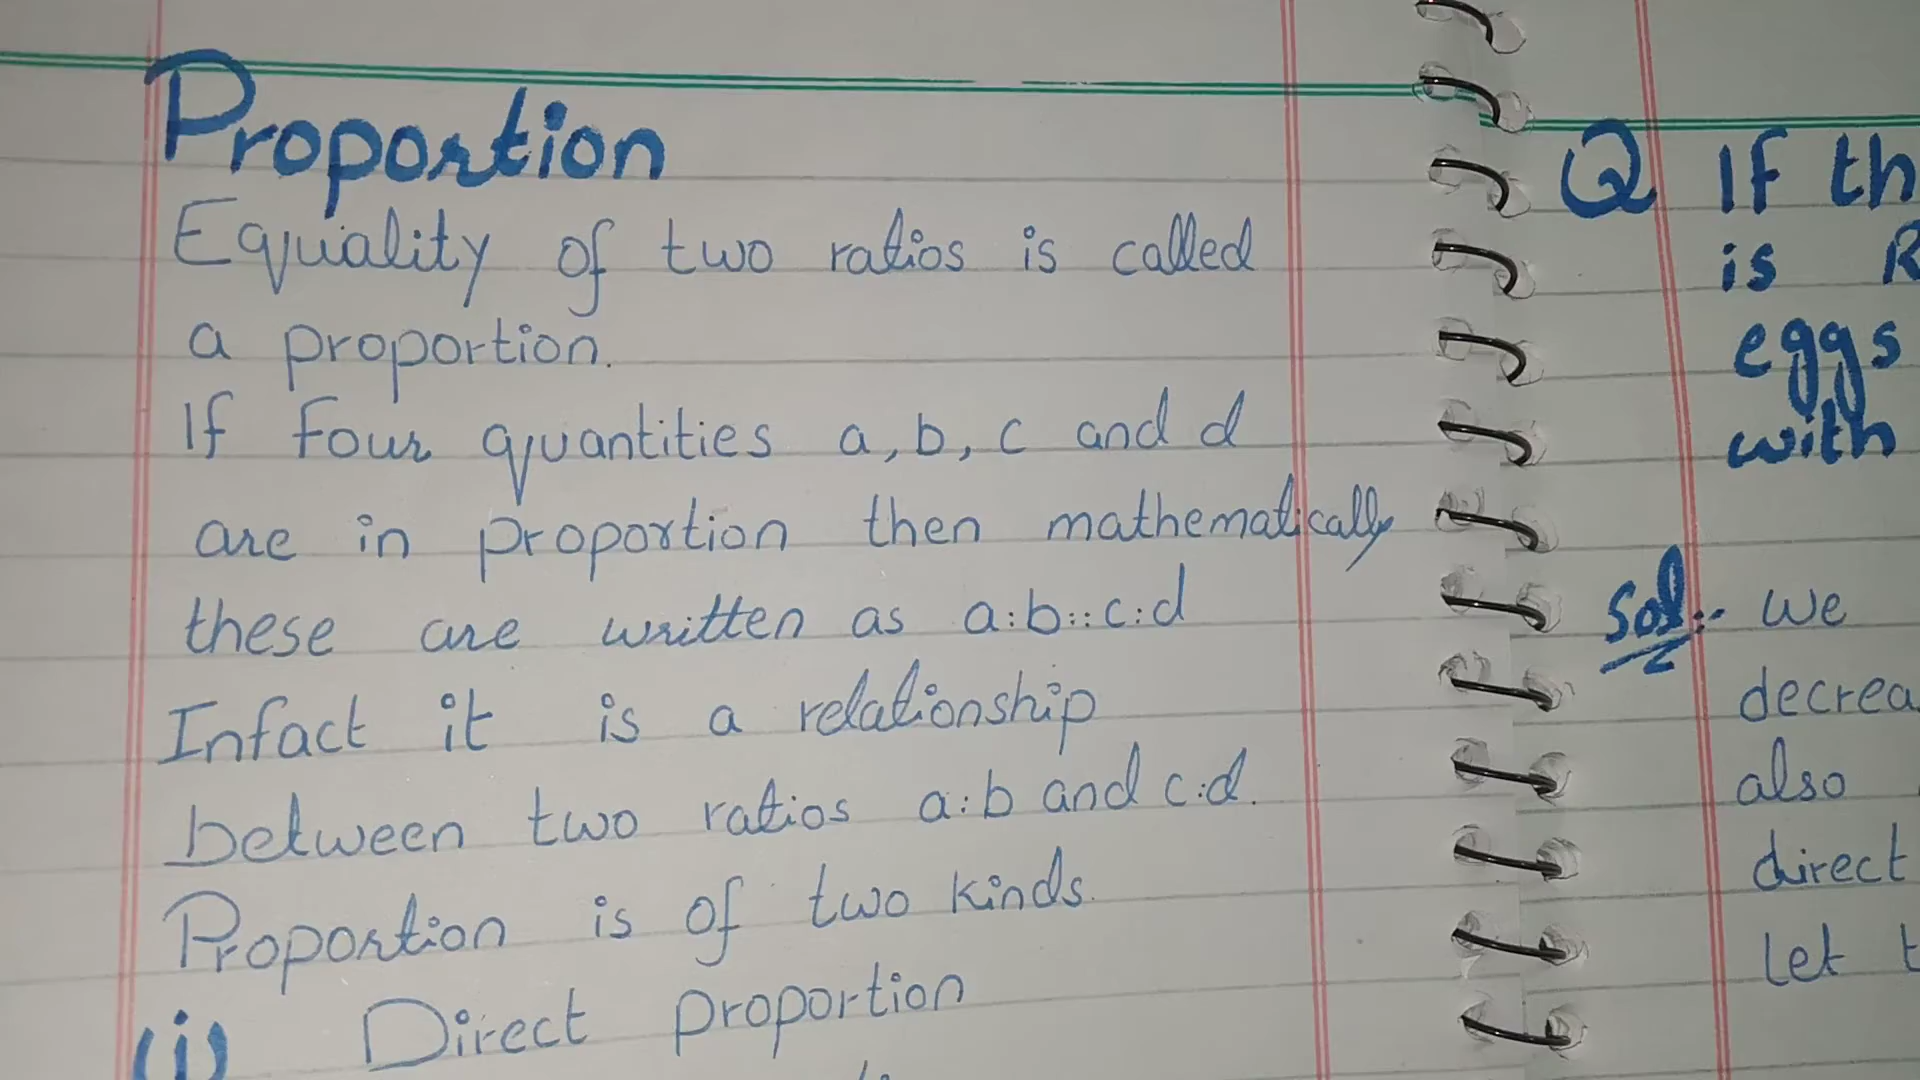 Proportion
Equality of two ratios is called
a proportion.
If four quantities a, b, c and d
are in proportion then mathematically
these are written as a:b::c:d
Infact it is a relationship
between two ratios a:b and c:d.
Proportion is of two kinds.
(i) Direct proportion
Q If th
is R
eggs
with
Sol:- we
decrea
also
direct
Let t